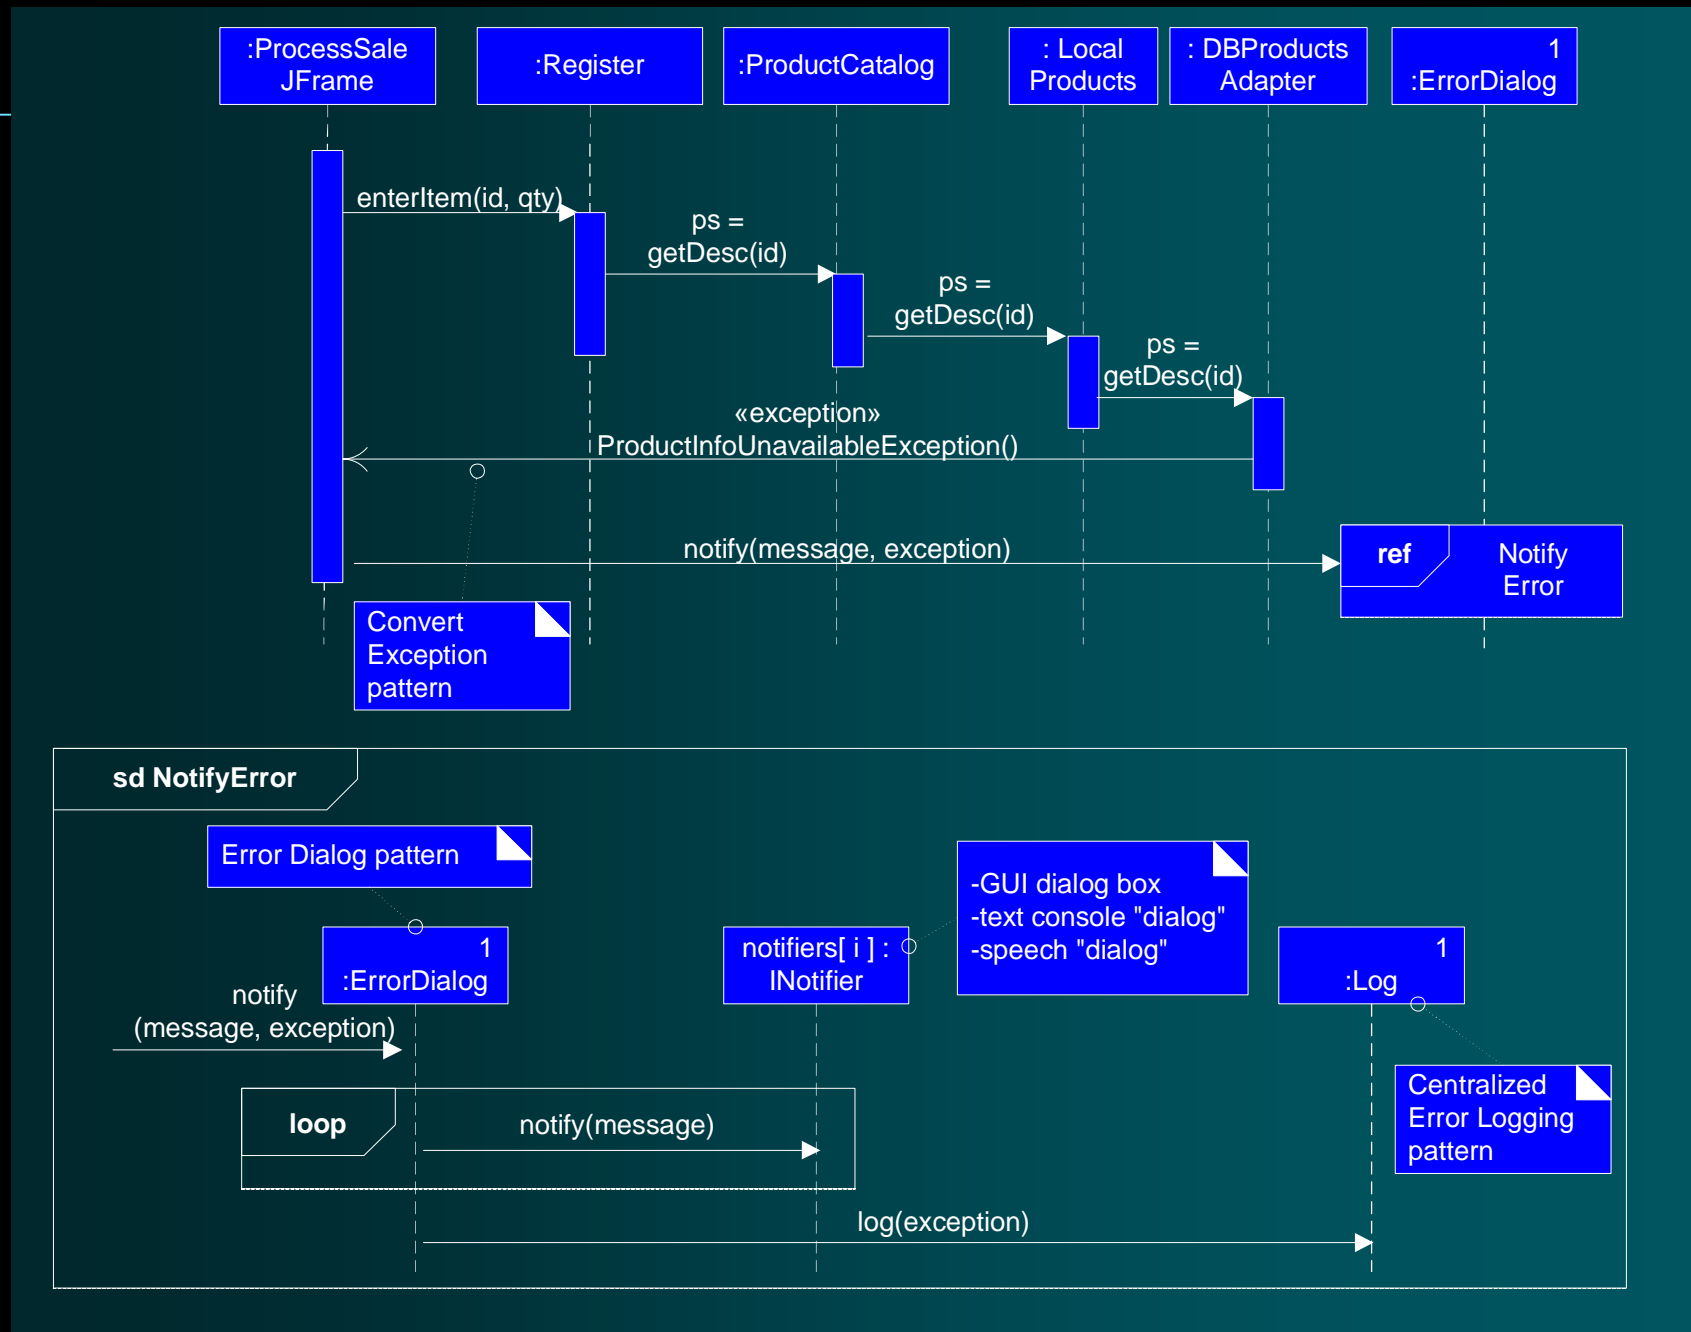 :ProcessSale
JFrame
:Register
:ProductCatalog
: Local
Products
: DBProducts
Adapter
1
:ErrorDialog
enterItem(id, qty)
ps =
getDesc(id)
ps =
getDesc(id)
ps =
getDesc(id)
«exception»
ProductInfoUnavailableException()
notify(message, exception)
ref
Notify
Error
Convert
Exception
pattern
sd NotifyError
Error Dialog pattern
-GUI dialog box
-text console "dialog"
-speech "dialog"
1
:ErrorDialog
notifiers[ i ] :
INotifier
1
:Log
notify
(message, exception)
Centralized
Error Logging
pattern
loop
notify(message)
log(exception)